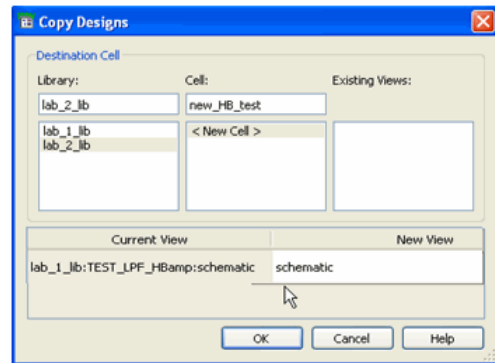 Copy Designs
Destination Cell
Library: Cell: Existing Views:
lab_2_lib new_HB_test
lab_1_lib < New Cell >
lab_2_lib
Current View New View
lab_1_lib:TEST_LPF_HBamp:schematic schematic
OK Cancel Help